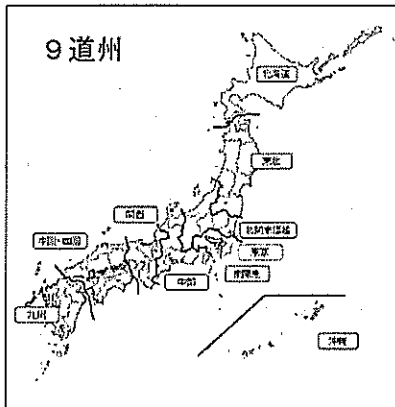 9道州
北海道
東北
関西
北関東信越
東京
中国・四国
南関東
中部
九州
沖縄